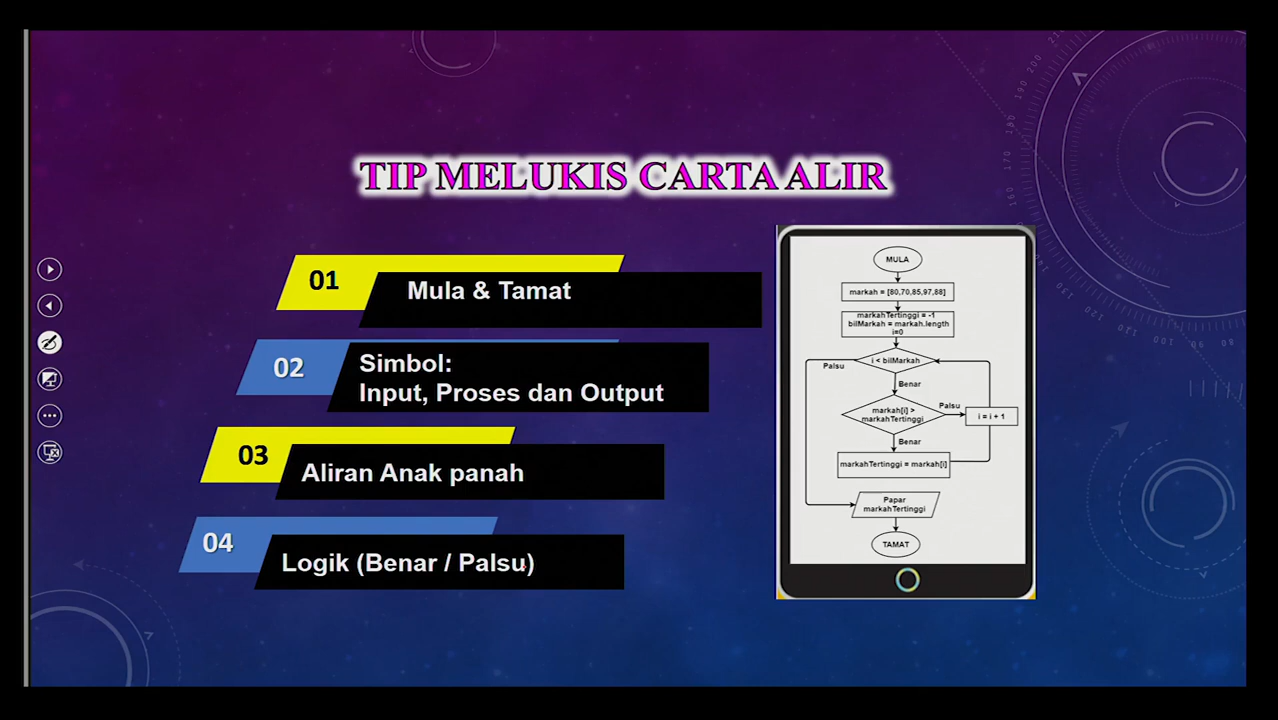 TIP MELUKIS CARTA ALIR
01
Mula & Tamat
02
Simbol:
Input, Proses dan Output
03
Aliran Anak panah
04
Logik (Benar / Palsu)
MULA
markah = [80,70,85,97,88]
markahTertinggi = -1
bilMarkah = markah.length
i=0
i < bilMarkah
Palsu
Benar
markah[i] >
markahTertinggi
Palsu
i = i + 1
Benar
markahTertinggi = markah[i]
Papar
markahTertinggi
TAMAT